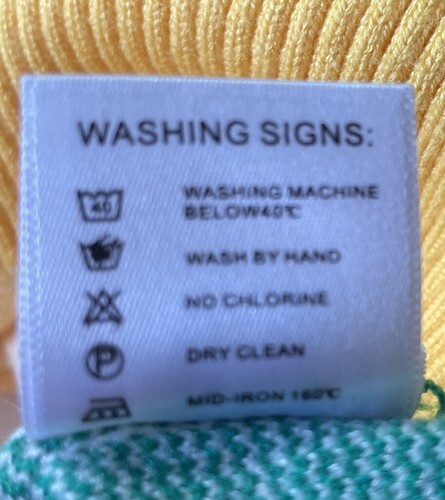 WASHING SIGNS:
40 WASHING MACHINE
BELOW40℃
WASH BY HAND
NO CHLORINE
P DRY CLEAN
MID-IRON 160℃